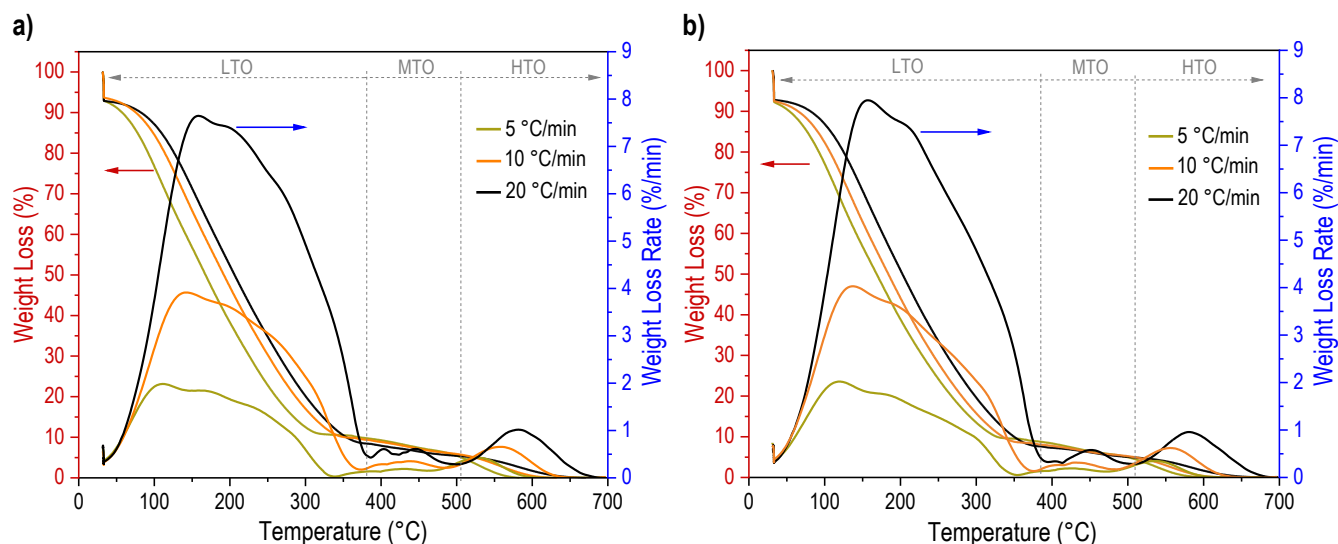 a)
LTO
MTO
HTO
5 °C/min
10 °C/min
20 °C/min
Weight Loss (%)
100
90
80
70
60
50
40
30
20
10
0
Weight Loss Rate (%/min)
9
8
7
6
5
4
3
2
1
0
0 100 200 300 400 500 600 700
Temperature (°C)
b)
LTO
MTO
HTO
5 °C/min
10 °C/min
20 °C/min
Weight Loss (%)
100
90
80
70
60
50
40
30
20
10
0
Weight Loss Rate (%/min)
9
8
7
6
5
4
3
2
1
0
0 100 200 300 400 500 600 700
Temperature (°C)